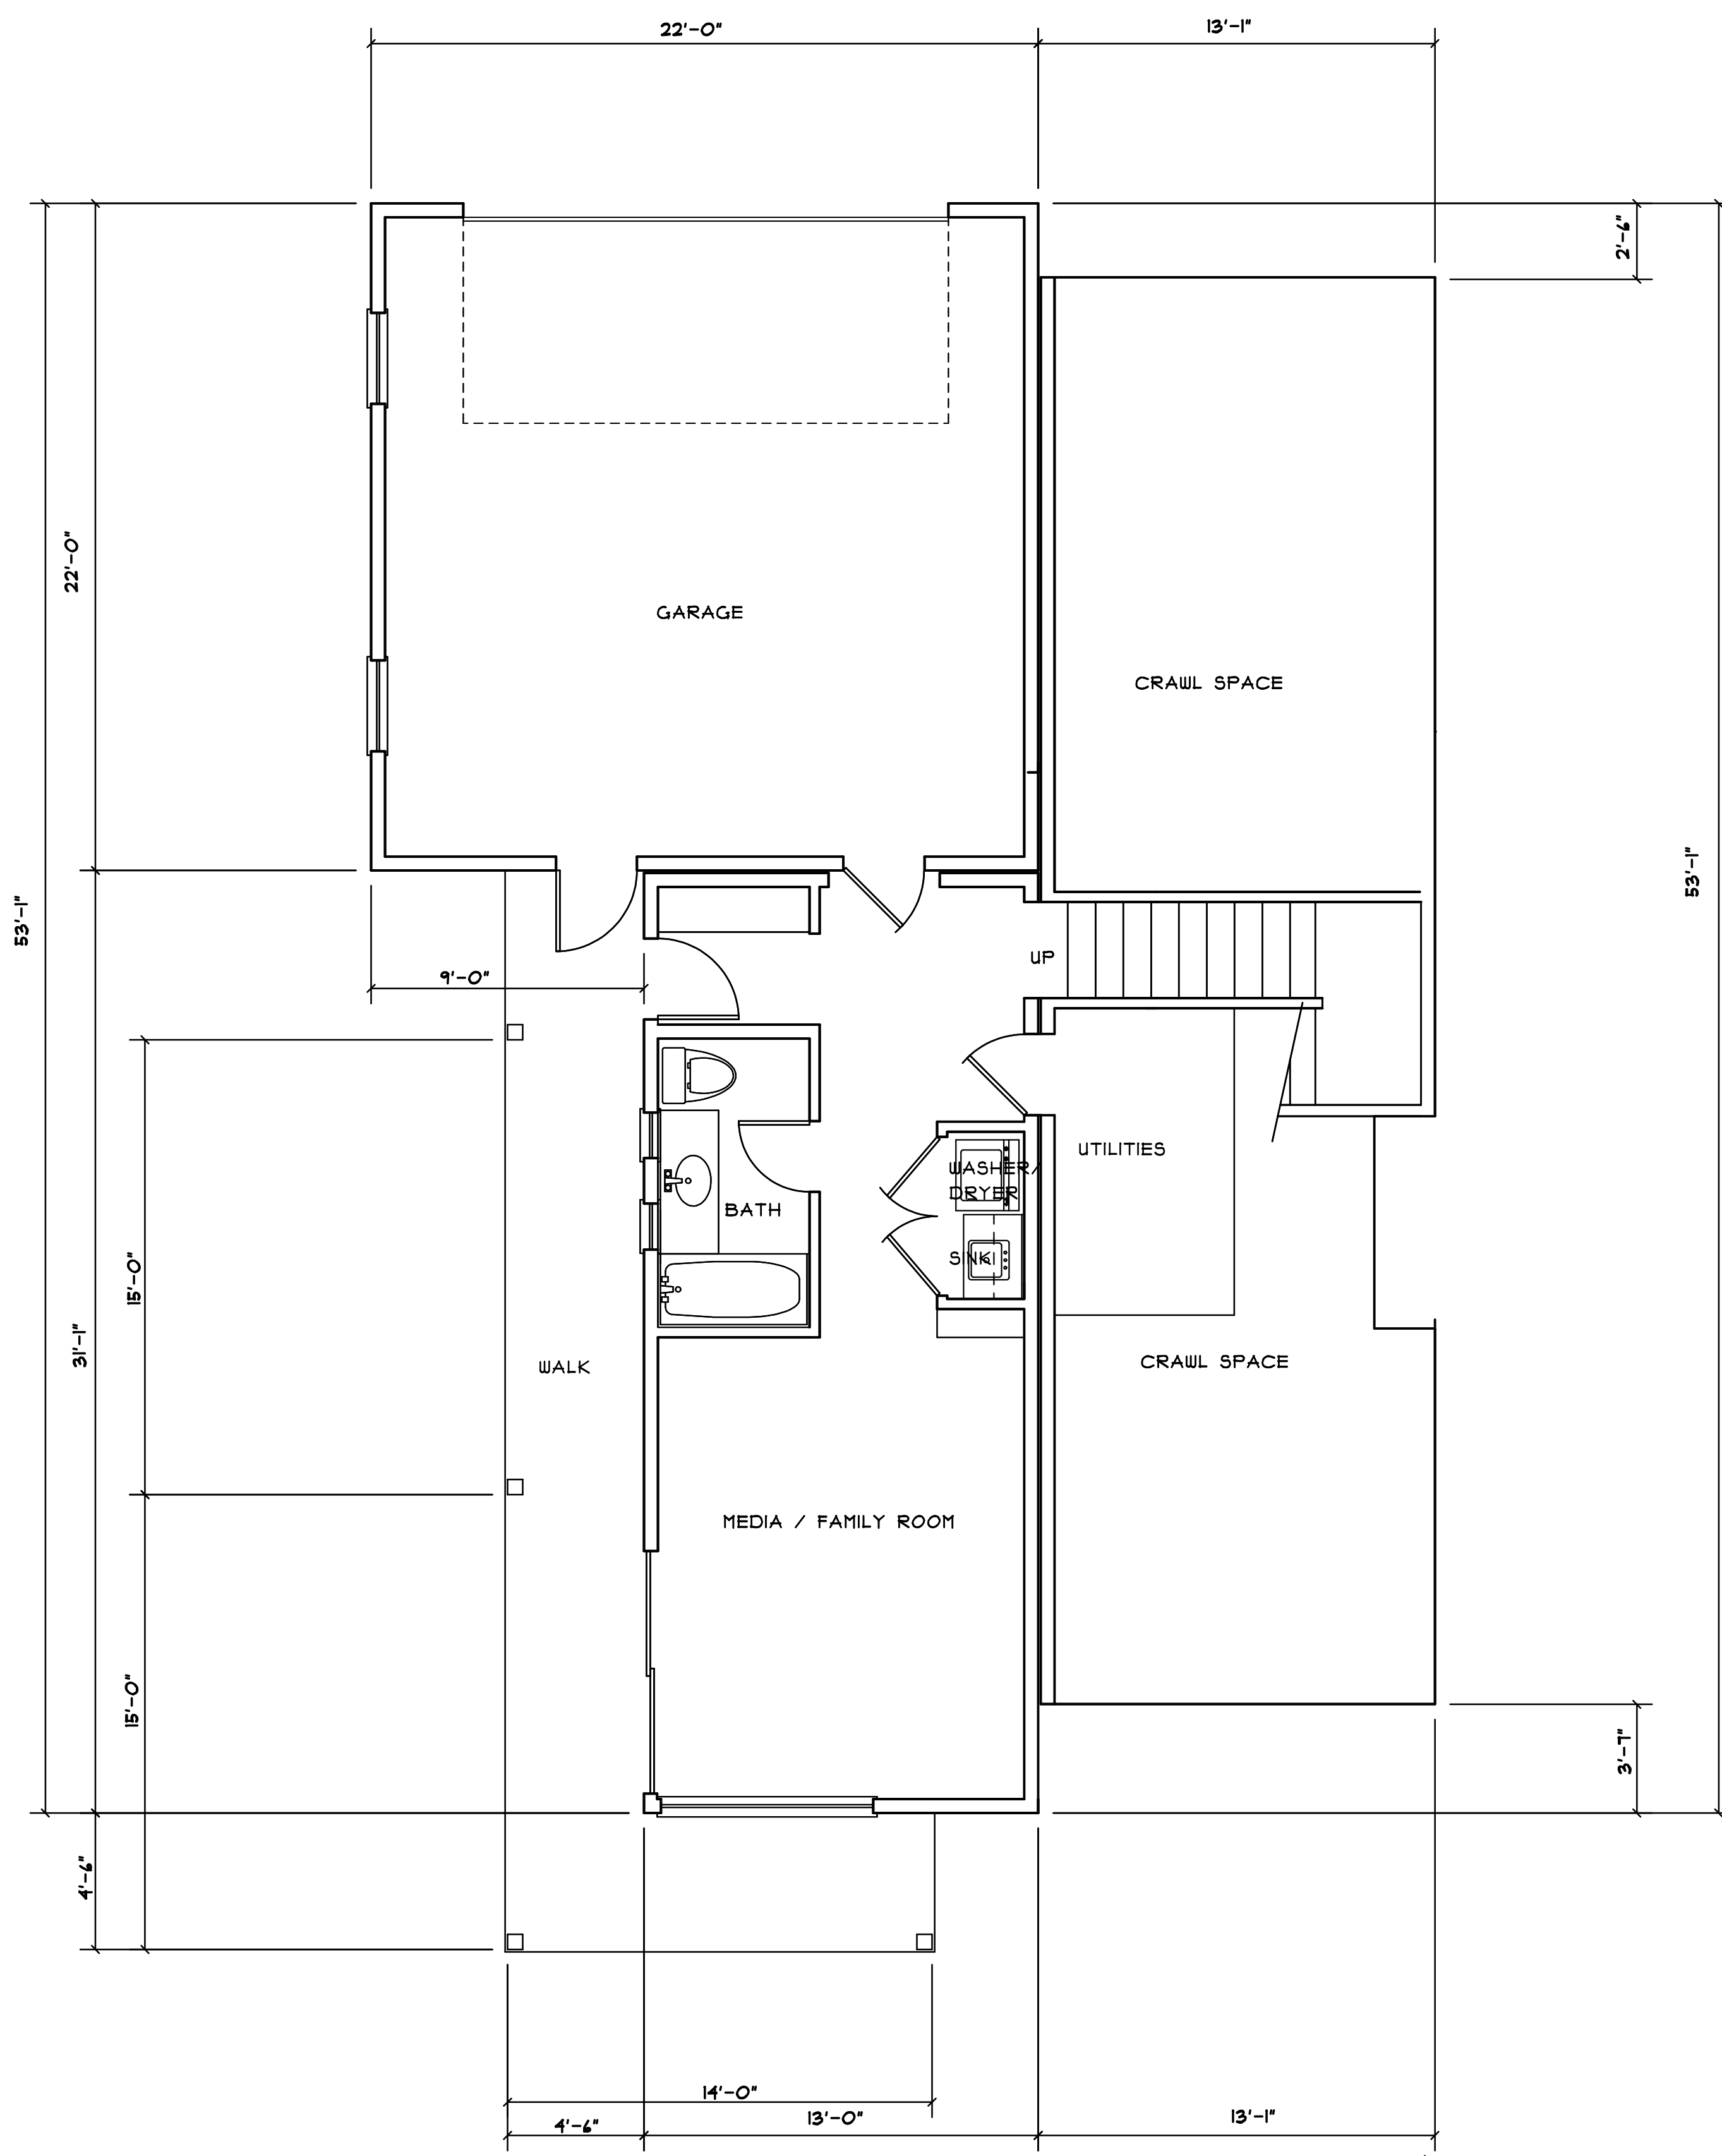 22'-0"
13'-1"
2'-6"
22'-0"
GARAGE
CRAWL SPACE
53'-1"
53'-1"
UP
9'-0"
UTILITIES
WASHER/
DRYER
BATH
SINK
15'-0"
31'-1"
WALK
CRAWL SPACE
MEDIA / FAMILY ROOM
15'-0"
3'-7"
4'-6"
14'-0"
4'-6"
13'-0"
13'-1"